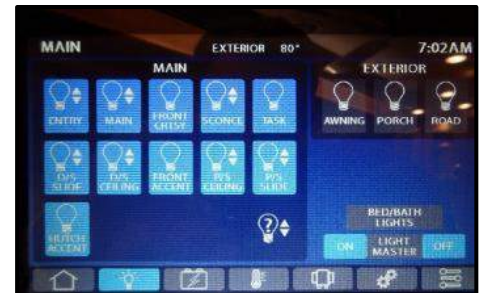 MAIN EXTERIOR 80° 7:02AM
MAIN
ENTRY MAIN FRONT CRTSY SCONCE TASK
D/S SLIDE D/S CEILING FRONT ACCENT P/S CEILING P/S SLIDE
HUTCH ACCENT ?
EXTERIOR
AWNING PORCH ROAD
BED/BATH
LIGHTS
ON LIGHT MASTER OFF